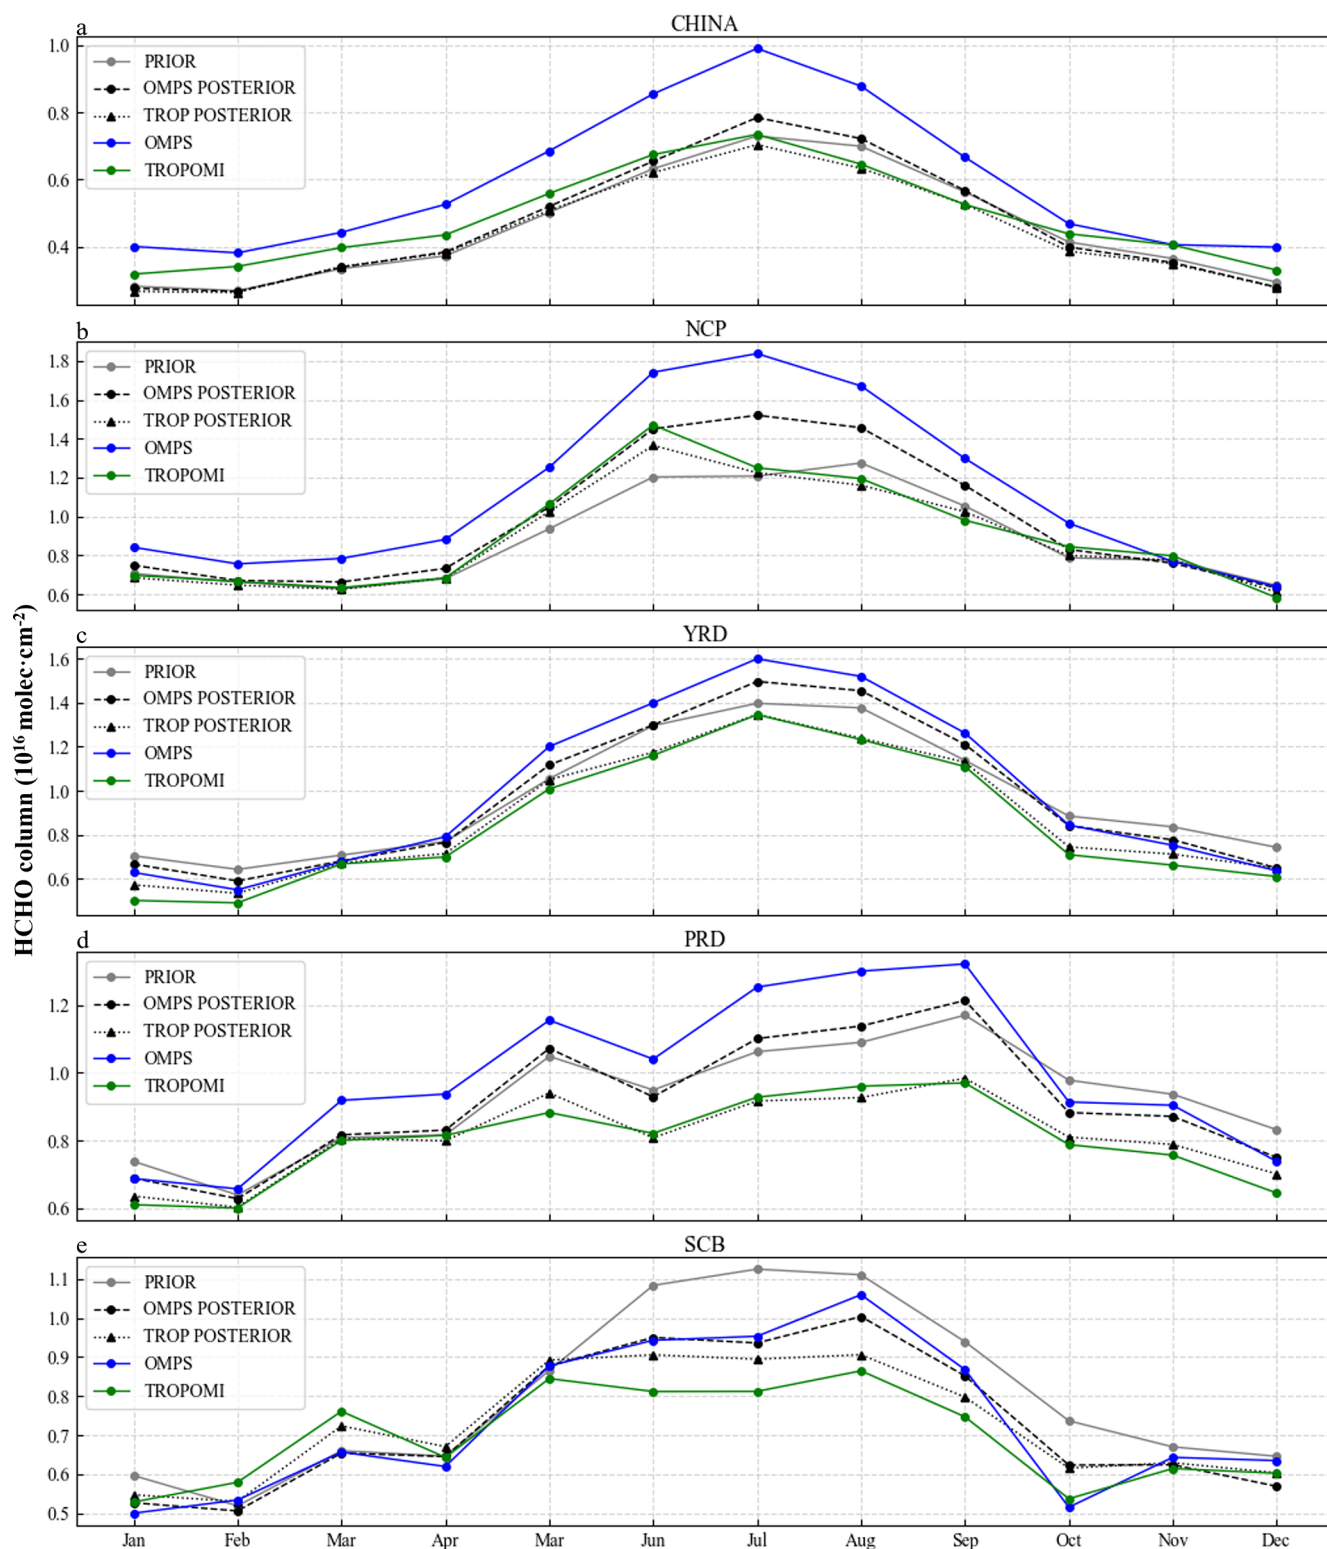 a
CHINA
1.0
0.8
0.6
0.4
PRIOR
OMPS POSTERIOR
TROP POSTERIOR
OMPS
TROPOMI
b
NCP
1.8
1.6
1.4
1.2
1.0
0.8
0.6
PRIOR
OMPS POSTERIOR
TROP POSTERIOR
OMPS
TROPOMI
HCHO column (10¹⁶ molec·cm⁻²)
c
YRD
1.6
1.4
1.2
1.0
0.8
0.6
PRIOR
OMPS POSTERIOR
TROP POSTERIOR
OMPS
TROPOMI
d
PRD
1.2
1.0
0.8
0.6
PRIOR
OMPS POSTERIOR
TROP POSTERIOR
OMPS
TROPOMI
e
SCB
1.1
1.0
0.9
0.8
0.7
0.6
0.5
PRIOR
OMPS POSTERIOR
TROP POSTERIOR
OMPS
TROPOMI
Jan Feb Mar Apr Mar Jun Jul Aug Sep Oct Nov Dec